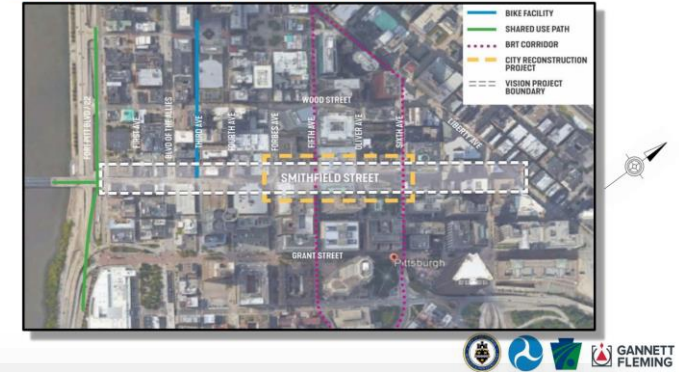 BIKE FACILITY
SHARED USE PATH
BRT CORRIDOR
CITY RECONSTRUCTION
PROJECT
VISION PROJECT
BOUNDARY
FORT PITT BLVD / 22
FIRST AVE
BLVD OF THE ALLIES
THIRD AVE
FOURTH AVE
FORBES AVE
FIFTH AVE
OLIVER AVE
SIXTH AVE
LIBERTY AVE
WOOD STREET
SMITHFIELD STREET
GRANT STREET
Pittsburgh
GANNETT
FLEMING